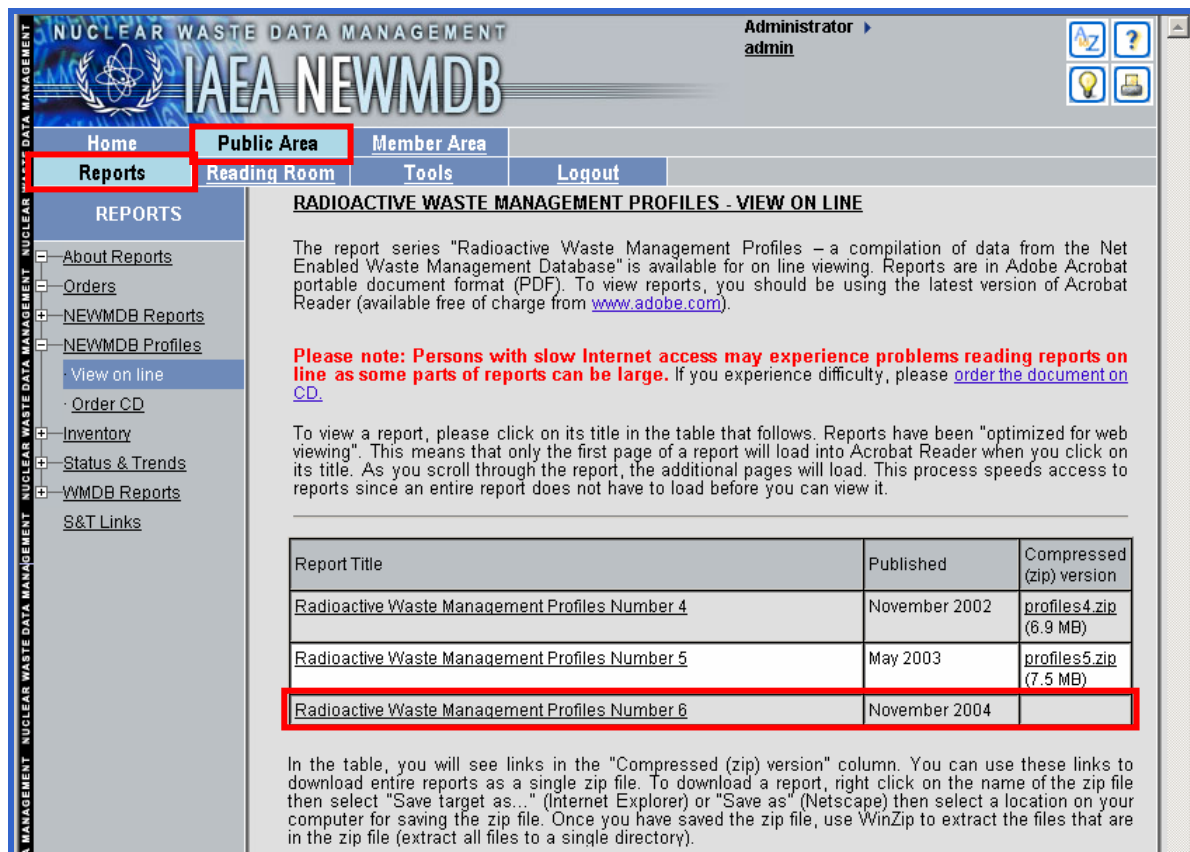 NUCLEAR WASTE DATA MANAGEMENT
IAEA NEWMDB
Administrator
admin
AZ ?
Home Public Area Member Area
Reports Reading Room Tools Logout
REPORTS
About Reports
Orders
NEWMDB Reports
NEWMDB Profiles
· View on line
· Order CD
Inventory
Status & Trends
WMDB Reports
S&T Links
RADIOACTIVE WASTE MANAGEMENT PROFILES - VIEW ON LINE
The report series "Radioactive Waste Management Profiles – a compilation of data from the Net
Enabled Waste Management Database" is available for on line viewing. Reports are in Adobe Acrobat
portable document format (PDF). To view reports, you should be using the latest version of Acrobat
Reader (available free of charge from www.adobe.com).
Please note: Persons with slow Internet access may experience problems reading reports on
line as some parts of reports can be large. If you experience difficulty, please order the document on
CD.
To view a report, please click on its title in the table that follows. Reports have been "optimized for web
viewing". This means that only the first page of a report will load into Acrobat Reader when you click on
its title. As you scroll through the report, the additional pages will load. This process speeds access to
reports since an entire report does not have to load before you can view it.
Report Title Published Compressed
(zip) version
Radioactive Waste Management Profiles Number 4 November 2002 profiles4.zip
(6.9 MB)
Radioactive Waste Management Profiles Number 5 May 2003 profiles5.zip
(7.5 MB)
Radioactive Waste Management Profiles Number 6 November 2004
In the table, you will see links in the "Compressed (zip) version" column. You can use these links to
download entire reports as a single zip file. To download a report, right click on the name of the zip file
then select "Save target as..." (Internet Explorer) or "Save as" (Netscape) then select a location on your
computer for saving the zip file. Once you have saved the zip file, use WinZip to extract the files that are
in the zip file (extract all files to a single directory).
NUCLEAR WASTE DATA MANAGEMENT NUCLEAR WASTE DATA MANAGEMENT NUCLEAR WASTE DATA MANAGEMENT